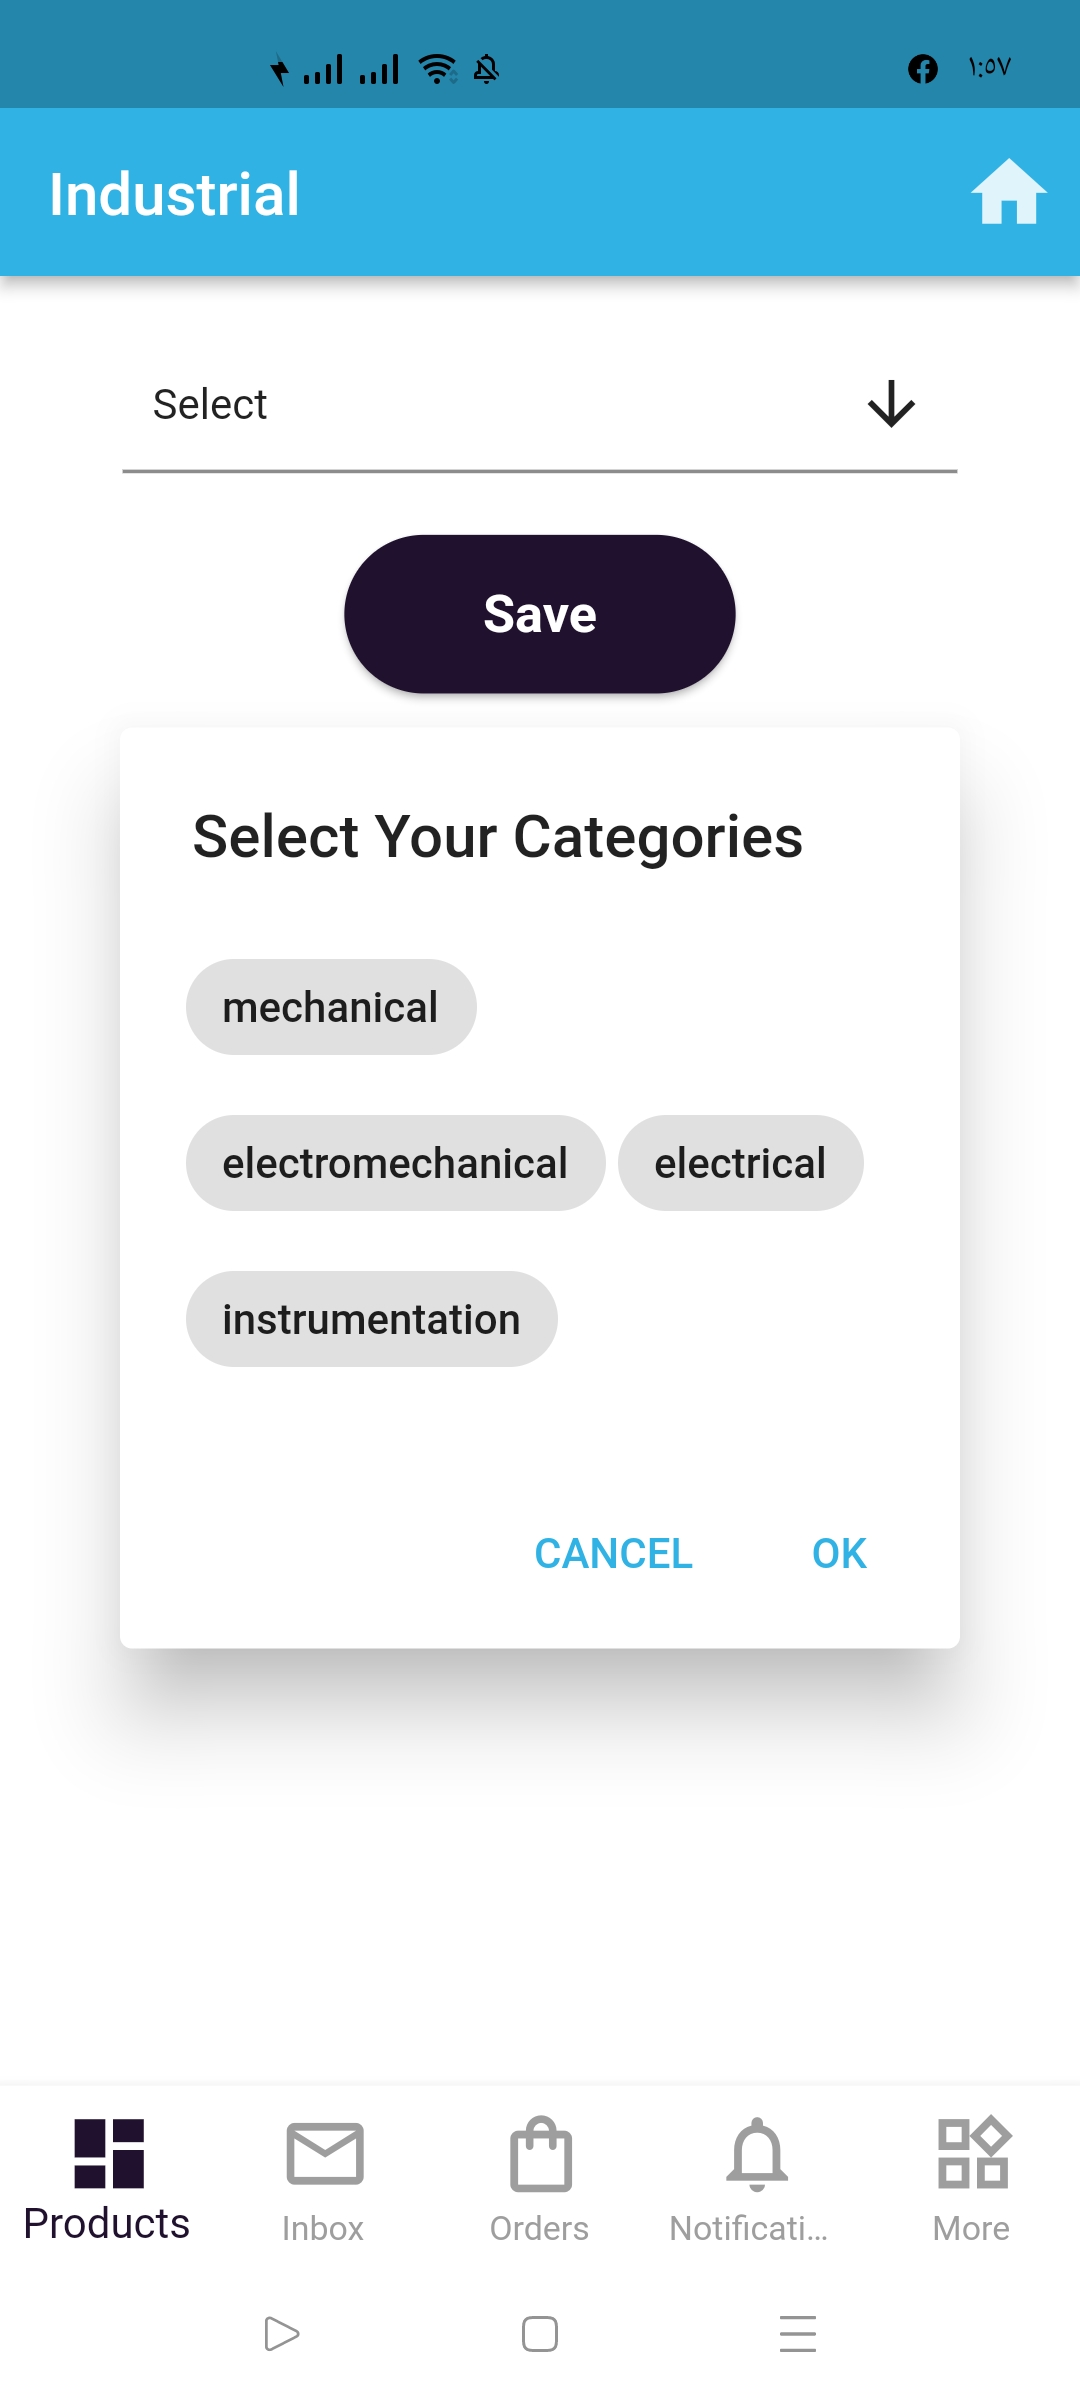 ١:٥٧
Industrial
Select
Save
Select Your Categories
mechanical
electromechanical electrical
instrumentation
CANCEL OK
Products Inbox Orders Notificati... More